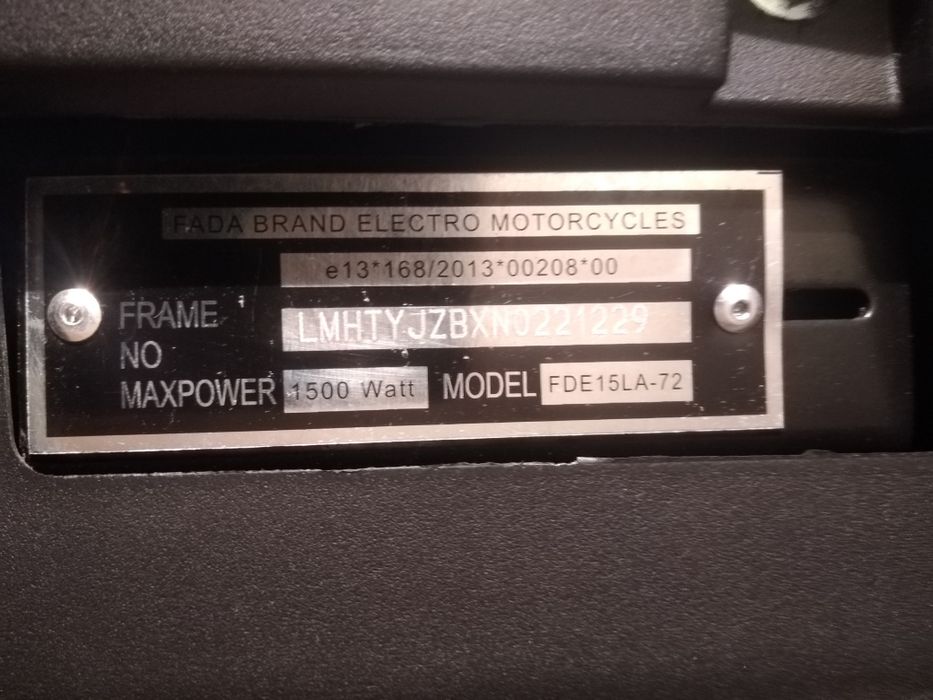 FADA BRAND ELECTRO MOTORCYCLES
e13*168/2013*00208*00
FRAME NO LMHTYJZBXN0221229
MAXPOWER 1500 Watt MODEL FDE15LA-72